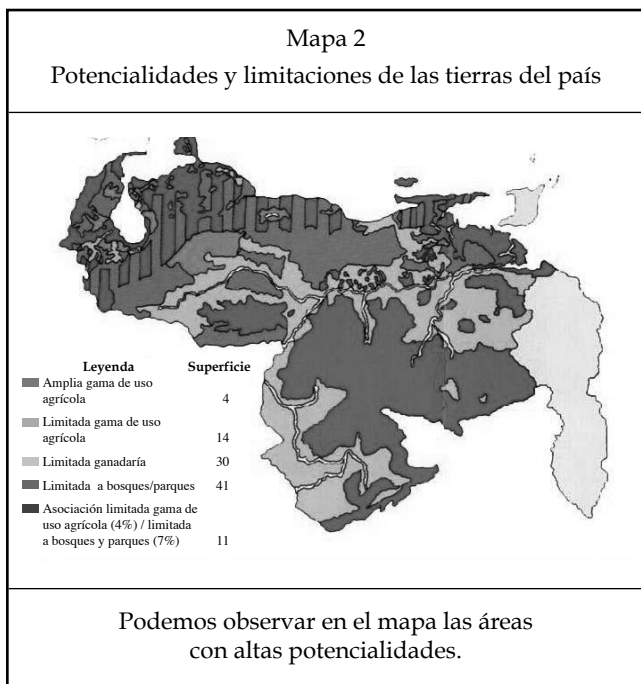 Mapa 2
Potencialidades y limitaciones de las tierras del país
Leyenda Superficie
Amplia gama de uso
agrícola 4
Limitada gama de uso
agrícola 14
Limitada ganadaría 30
Limitada a bosques/parques 41
Asociación limitada gama de
uso agrícola (4%) / limitada
a bosques y parques (7%) 11
Podemos observar en el mapa las áreas
con altas potencialidades.